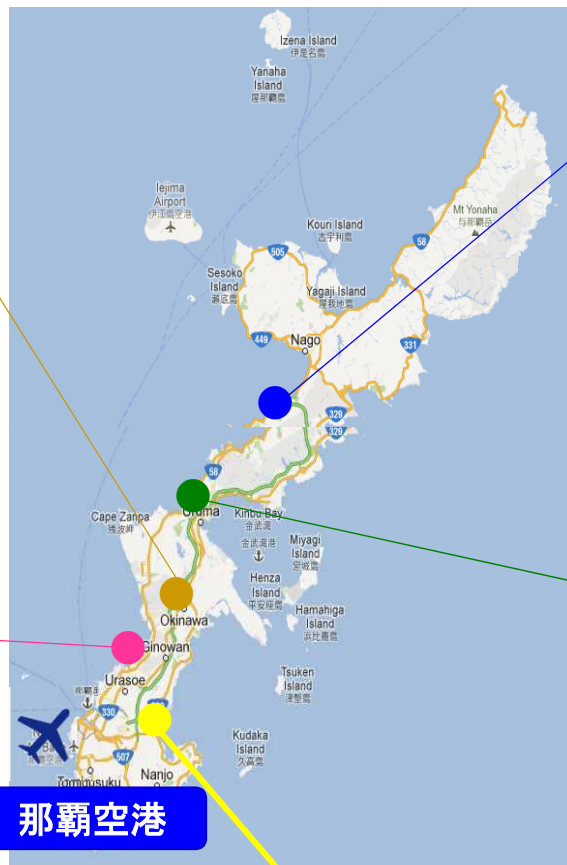 Izena Island
伊是名島
Yanaha
Island
屋那覇島
Iejima
Airport
伊江島空港
Mt Yonaha
与那覇岳
58
Kouri Island
古宇利島
505
Sesoko
Island
瀬底島
Yagaji Island
屋我地島
449
Nago
331
329
329
58
Cape Zanpa
残波岬
Uruma
Kinbu Bay
金武湾
金武湾港
Miyagi
Island
宮城島
Henza
Island
平安座島
Okinawa
Hamahiga
Island
浜比嘉島
Ginowan
Urasoe
Tsuken
Island
津堅島
330
Kudaka
Island
久高島
507
Nanjo
那覇空港